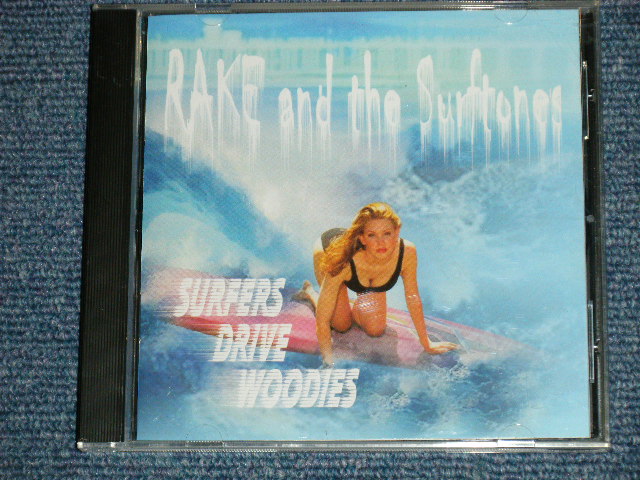 RAKE and the Surftones
SURFERS
DRIVE
WOODIES